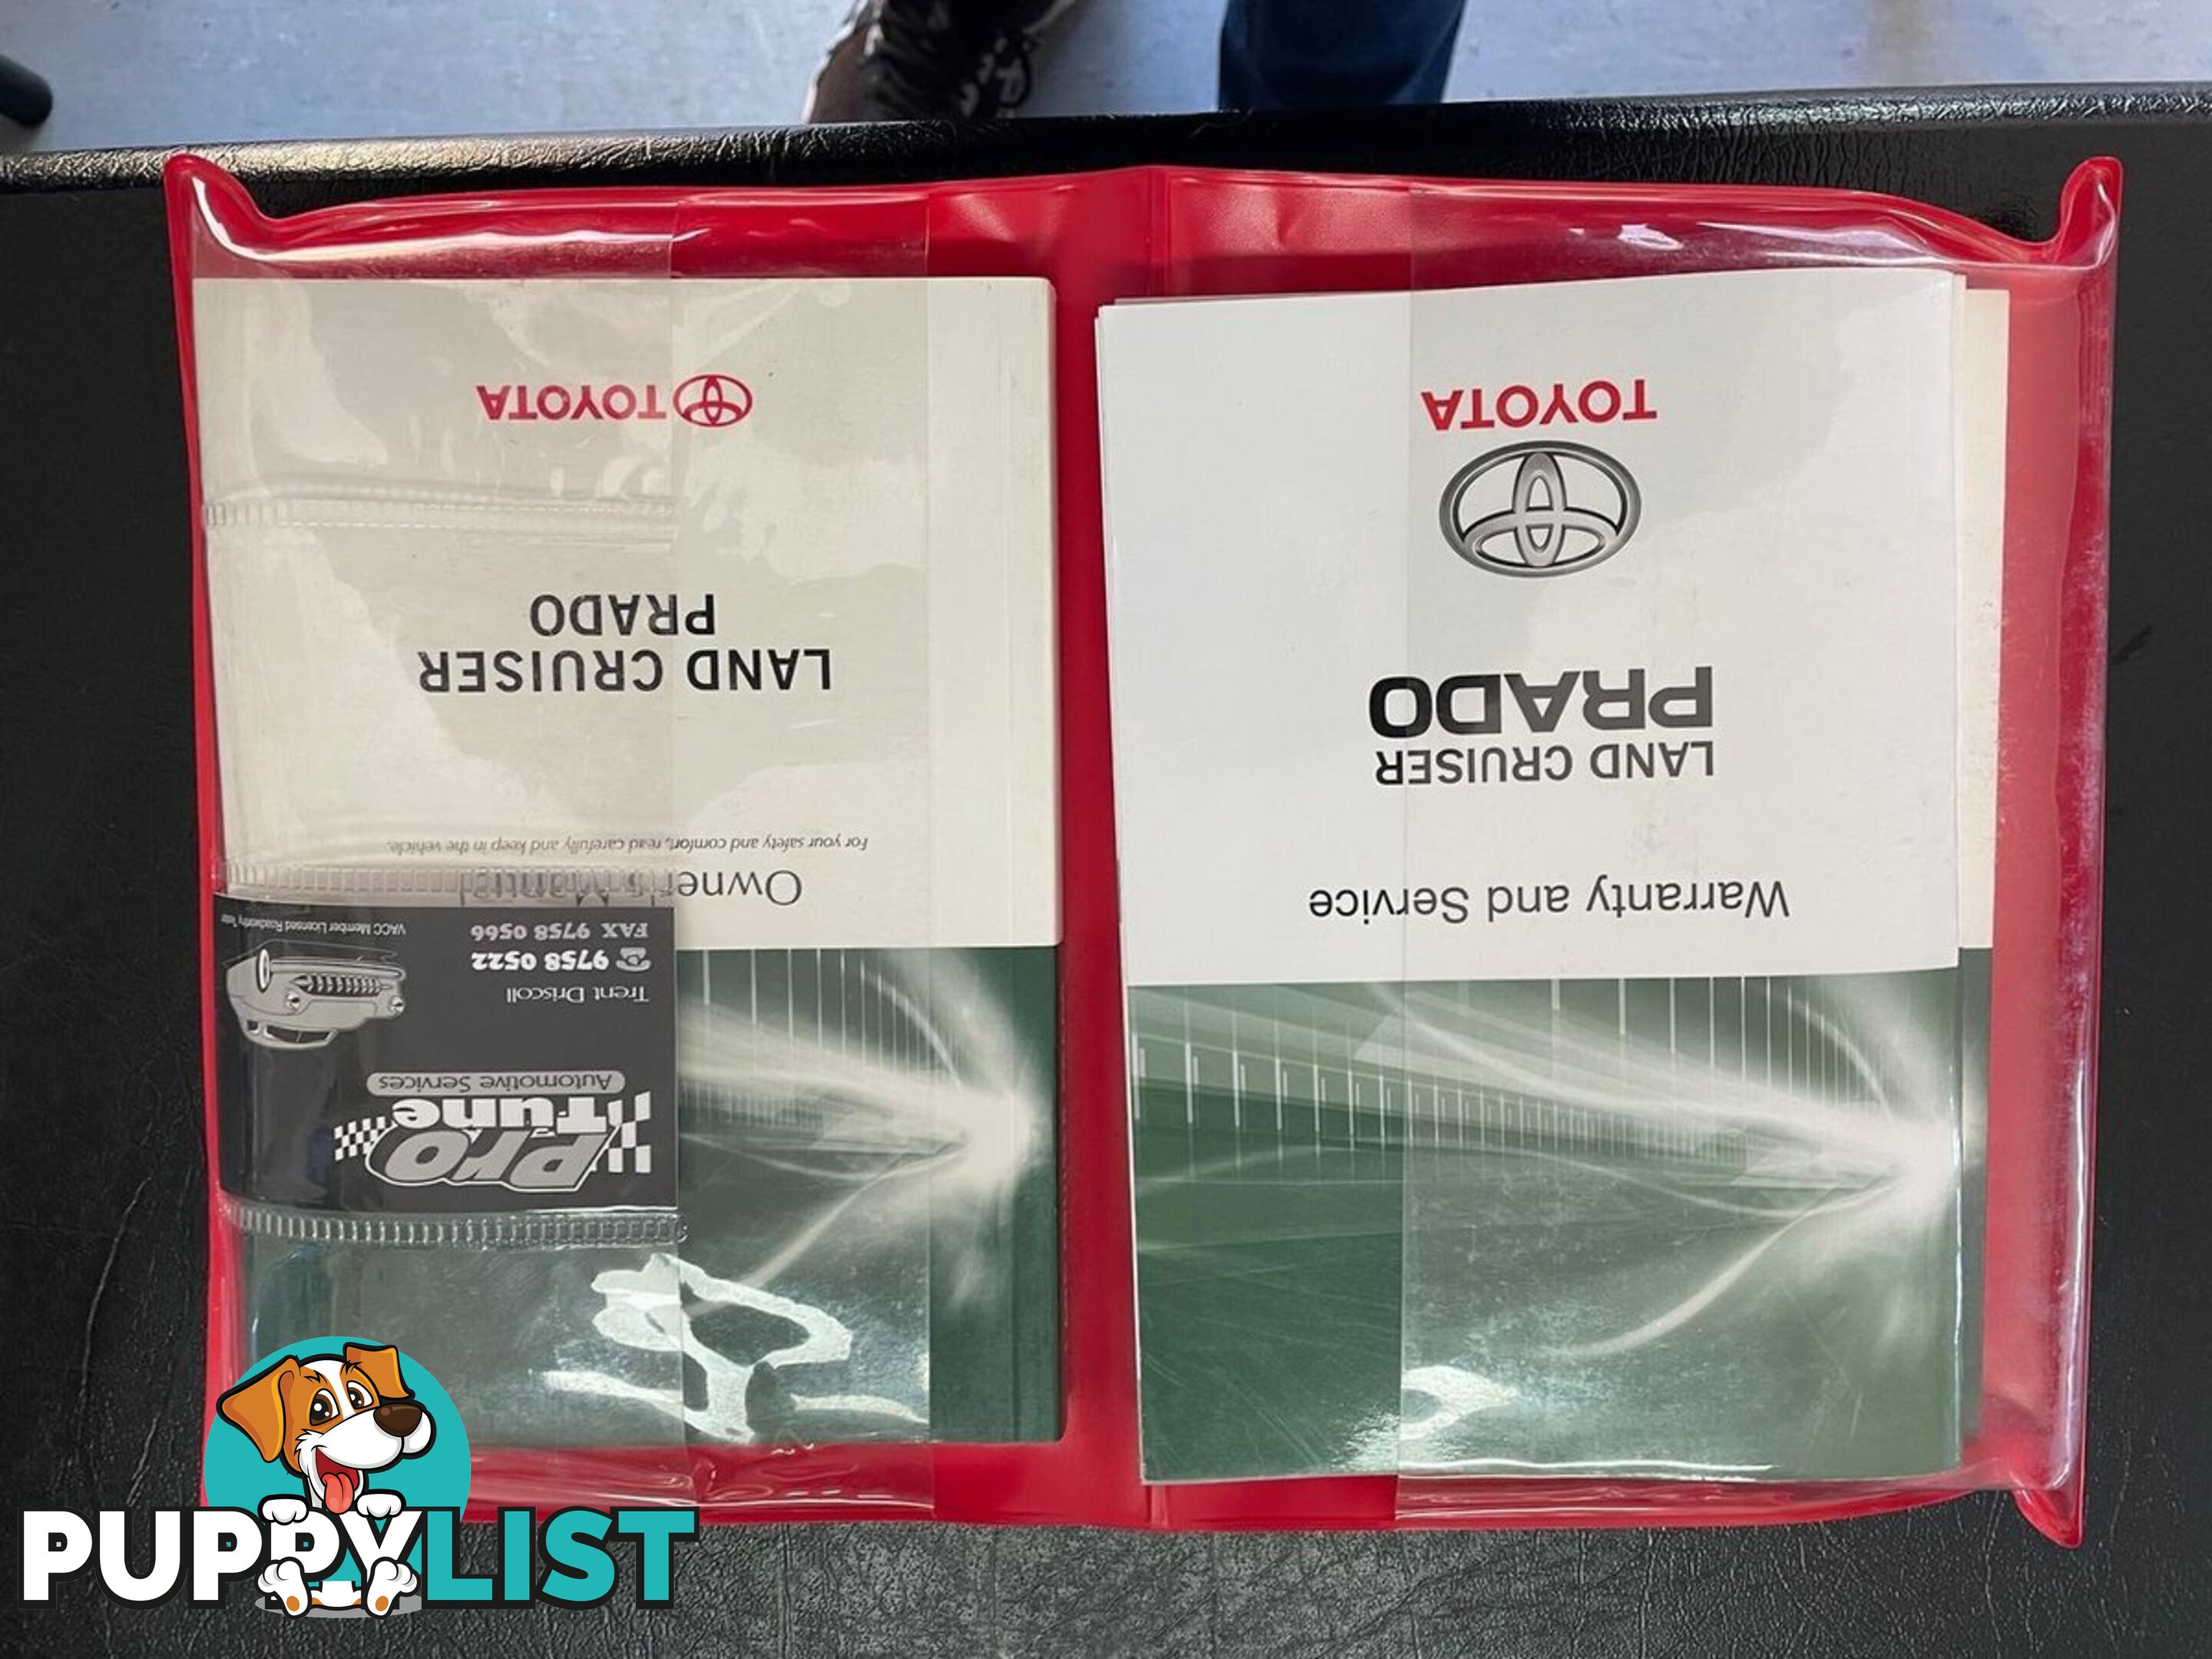 Warranty and Service
LAND CRUISER
PRADO
TOYOTA
Pro
Tune
Automotive Services
Trent Driscoll
9758 0522
FAX 9758 0566
VACC Member Licensed Roadworthy Tester
Owner's Manual
For your safety and comfort, read carefully and keep in the vehicle.
LAND CRUISER
PRADO
TOYOTA
PUPPYLIST